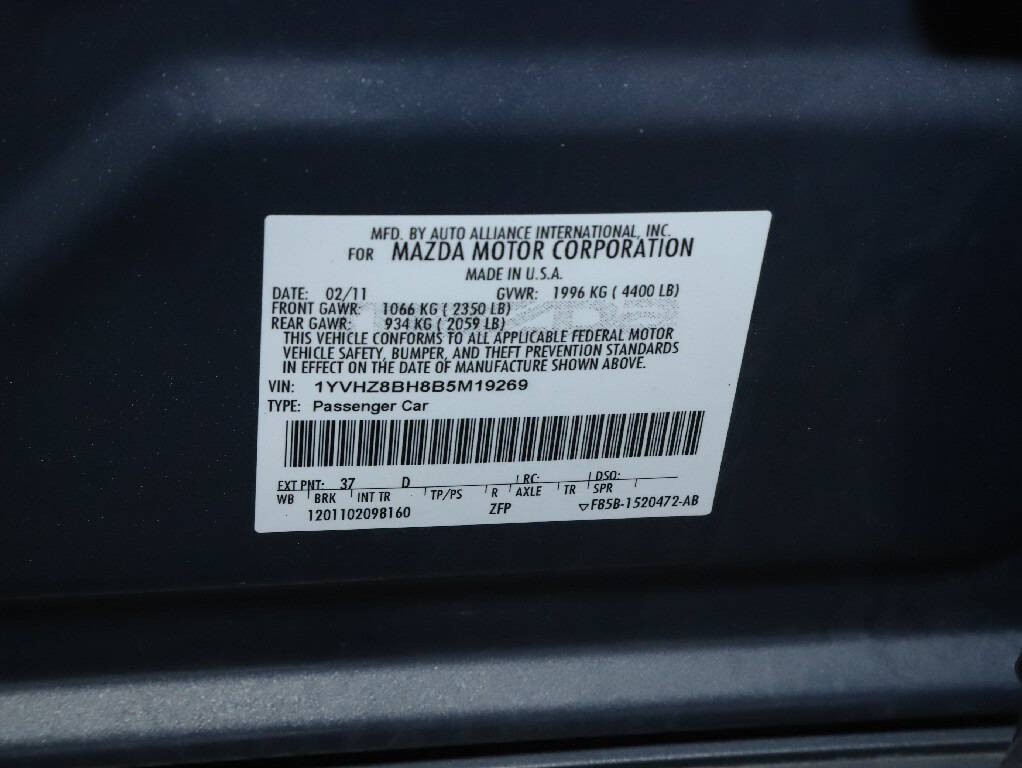 MFD. BY AUTO ALLIANCE INTERNATIONAL, INC.
FOR MAZDA MOTOR CORPORATION
MADE IN U.S.A.
DATE: 02/11 GVWR: 1996 KG ( 4400 LB)
FRONT GAWR: 1066 KG ( 2350 LB)
REAR GAWR: 934 KG ( 2059 LB)
THIS VEHICLE CONFORMS TO ALL APPLICABLE FEDERAL MOTOR
VEHICLE SAFETY, BUMPER, AND THEFT PREVENTION STANDARDS
IN EFFECT ON THE DATE OF MANUFACTURE SHOWN ABOVE.
VIN: 1YVHZ8BH8B5M19269
TYPE: Passenger Car
EXT PNT: 37 D RC: DSO:
WB BRK INT TR TP/PS R AXLE TR SPR
1201102098160 ZFP ▽F85B-1520472-AB